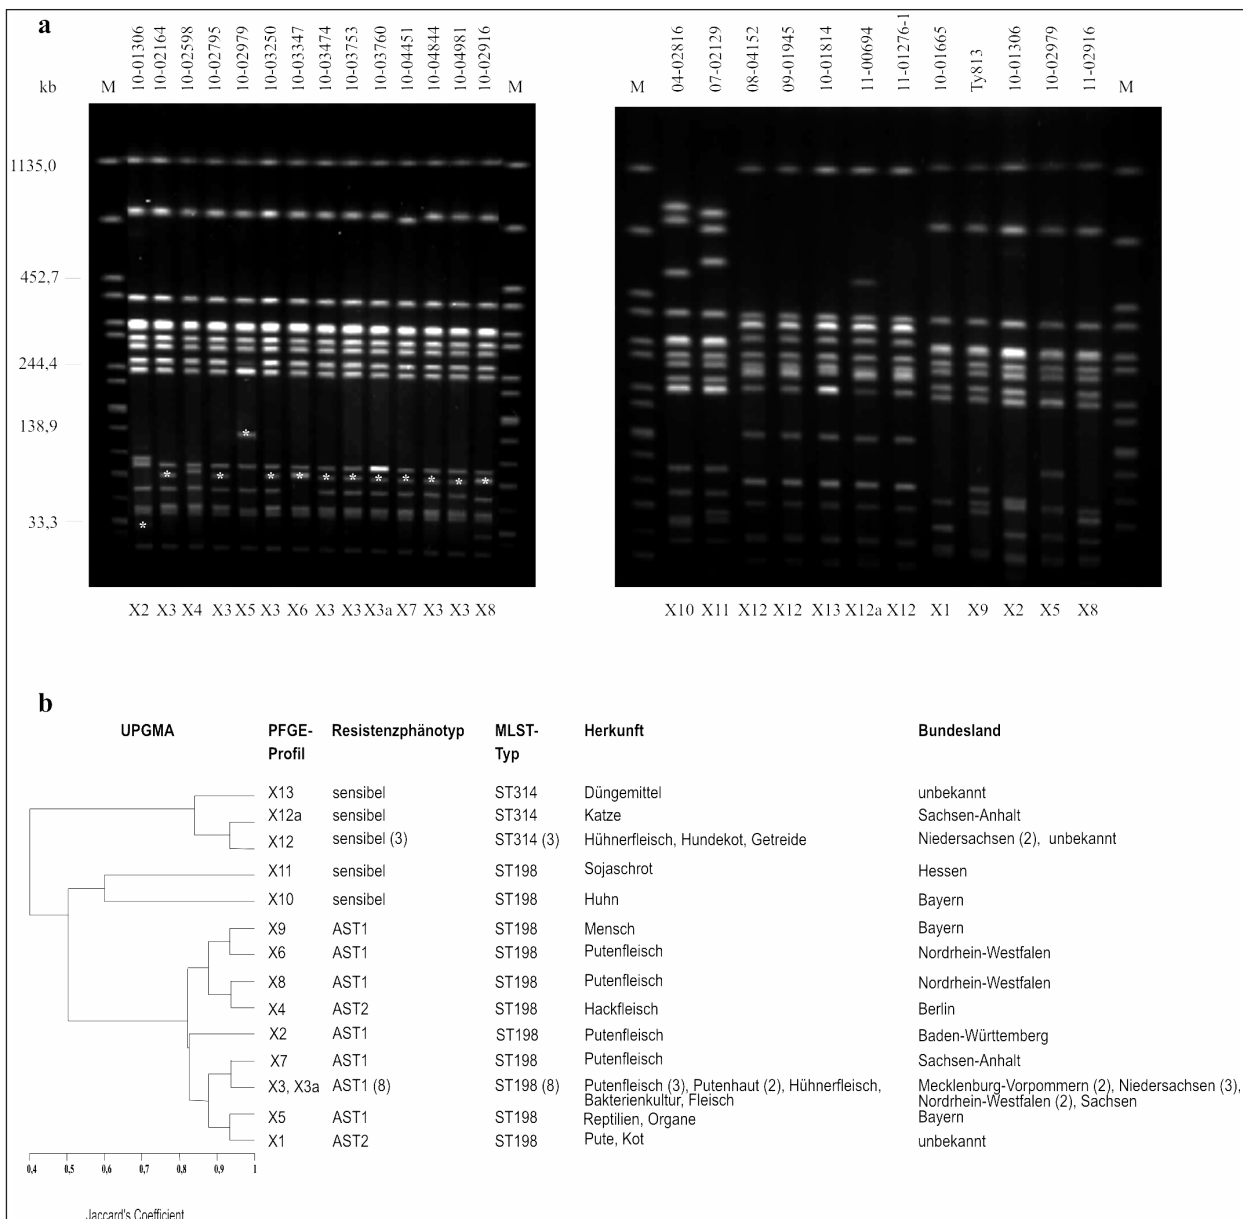 a
10-01306 10-02164 10-02598 10-02795 10-02979 10-03250 10-03347 10-03474 10-03753 10-03760 10-04451 10-04844 10-04981 10-02916
kb M M
1135,0
452,7
244,4
138,9
33,3
* * * * * * * * * * * *
X2 X3 X4 X3 X5 X3 X6 X3 X3 X3a X7 X3 X3 X8
04-02816 07-02129 08-04152 09-01945 10-01814 11-00694 11-01276-1 10-01665 Ty813 10-01306 10-02979 11-02916
M M
X10 X11 X12 X12 X13 X12a X12 X1 X9 X2 X5 X8
b
UPGMA PFGE- Resistenzphänotyp MLST- Herkunft Bundesland
Profil Typ
X13 sensibel ST314 Düngemittel unbekannt
X12a sensibel ST314 Katze Sachsen-Anhalt
X12 sensibel (3) ST314 (3) Hühnerfleisch, Hundekot, Getreide Niedersachsen (2), unbekannt
X11 sensibel ST198 Sojaschrot Hessen
X10 sensibel ST198 Huhn Bayern
X9 AST1 ST198 Mensch Bayern
X6 AST1 ST198 Putenfleisch Nordrhein-Westfalen
X8 AST1 ST198 Putenfleisch Nordrhein-Westfalen
X4 AST2 ST198 Hackfleisch Berlin
X2 AST1 ST198 Putenfleisch Baden-Württemberg
X7 AST1 ST198 Putenfleisch Sachsen-Anhalt
X3, X3a AST1 (8) ST198 (8) Putenfleisch (3), Putenhaut (2), Hühnerfleisch, Mecklenburg-Vorpommern (2), Niedersachsen (3),
Bakterienkultur, Fleisch Nordrhein-Westfalen (2), Sachsen
X5 AST1 ST198 Reptilien, Organe Bayern
X1 AST2 ST198 Pute, Kot unbekannt
0,4 0,5 0,6 0,7 0,8 0,9 1
Jaccard's Coefficient